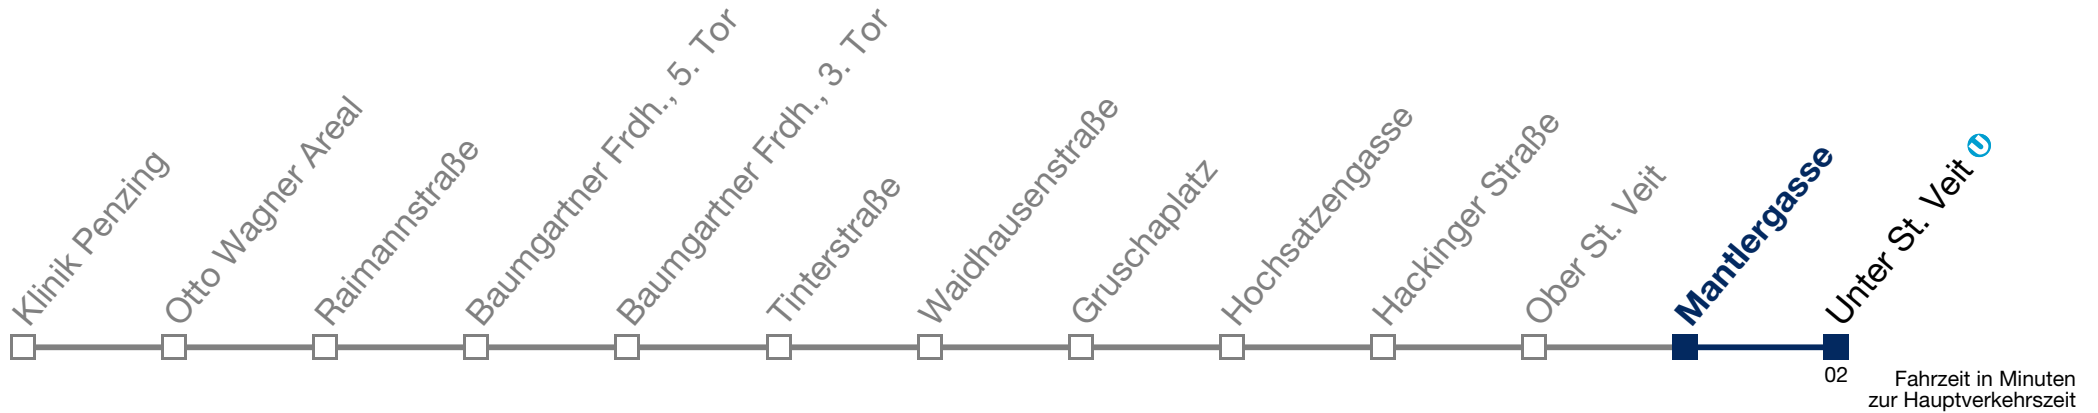 Klinik Penzing
Otto Wagner Areal
Raimannstraße
Baumgartner Frdh., 5. Tor
Baumgartner Frdh., 3. Tor
Tinterstraße
Waidhausenstraße
Gruschaplatz
Hochsatzengasse
Hackinger Straße
Ober St. Veit
Mantlergasse
Unter St. Veit U
02
Fahrzeit in Minuten
zur Hauptverkehrszeit